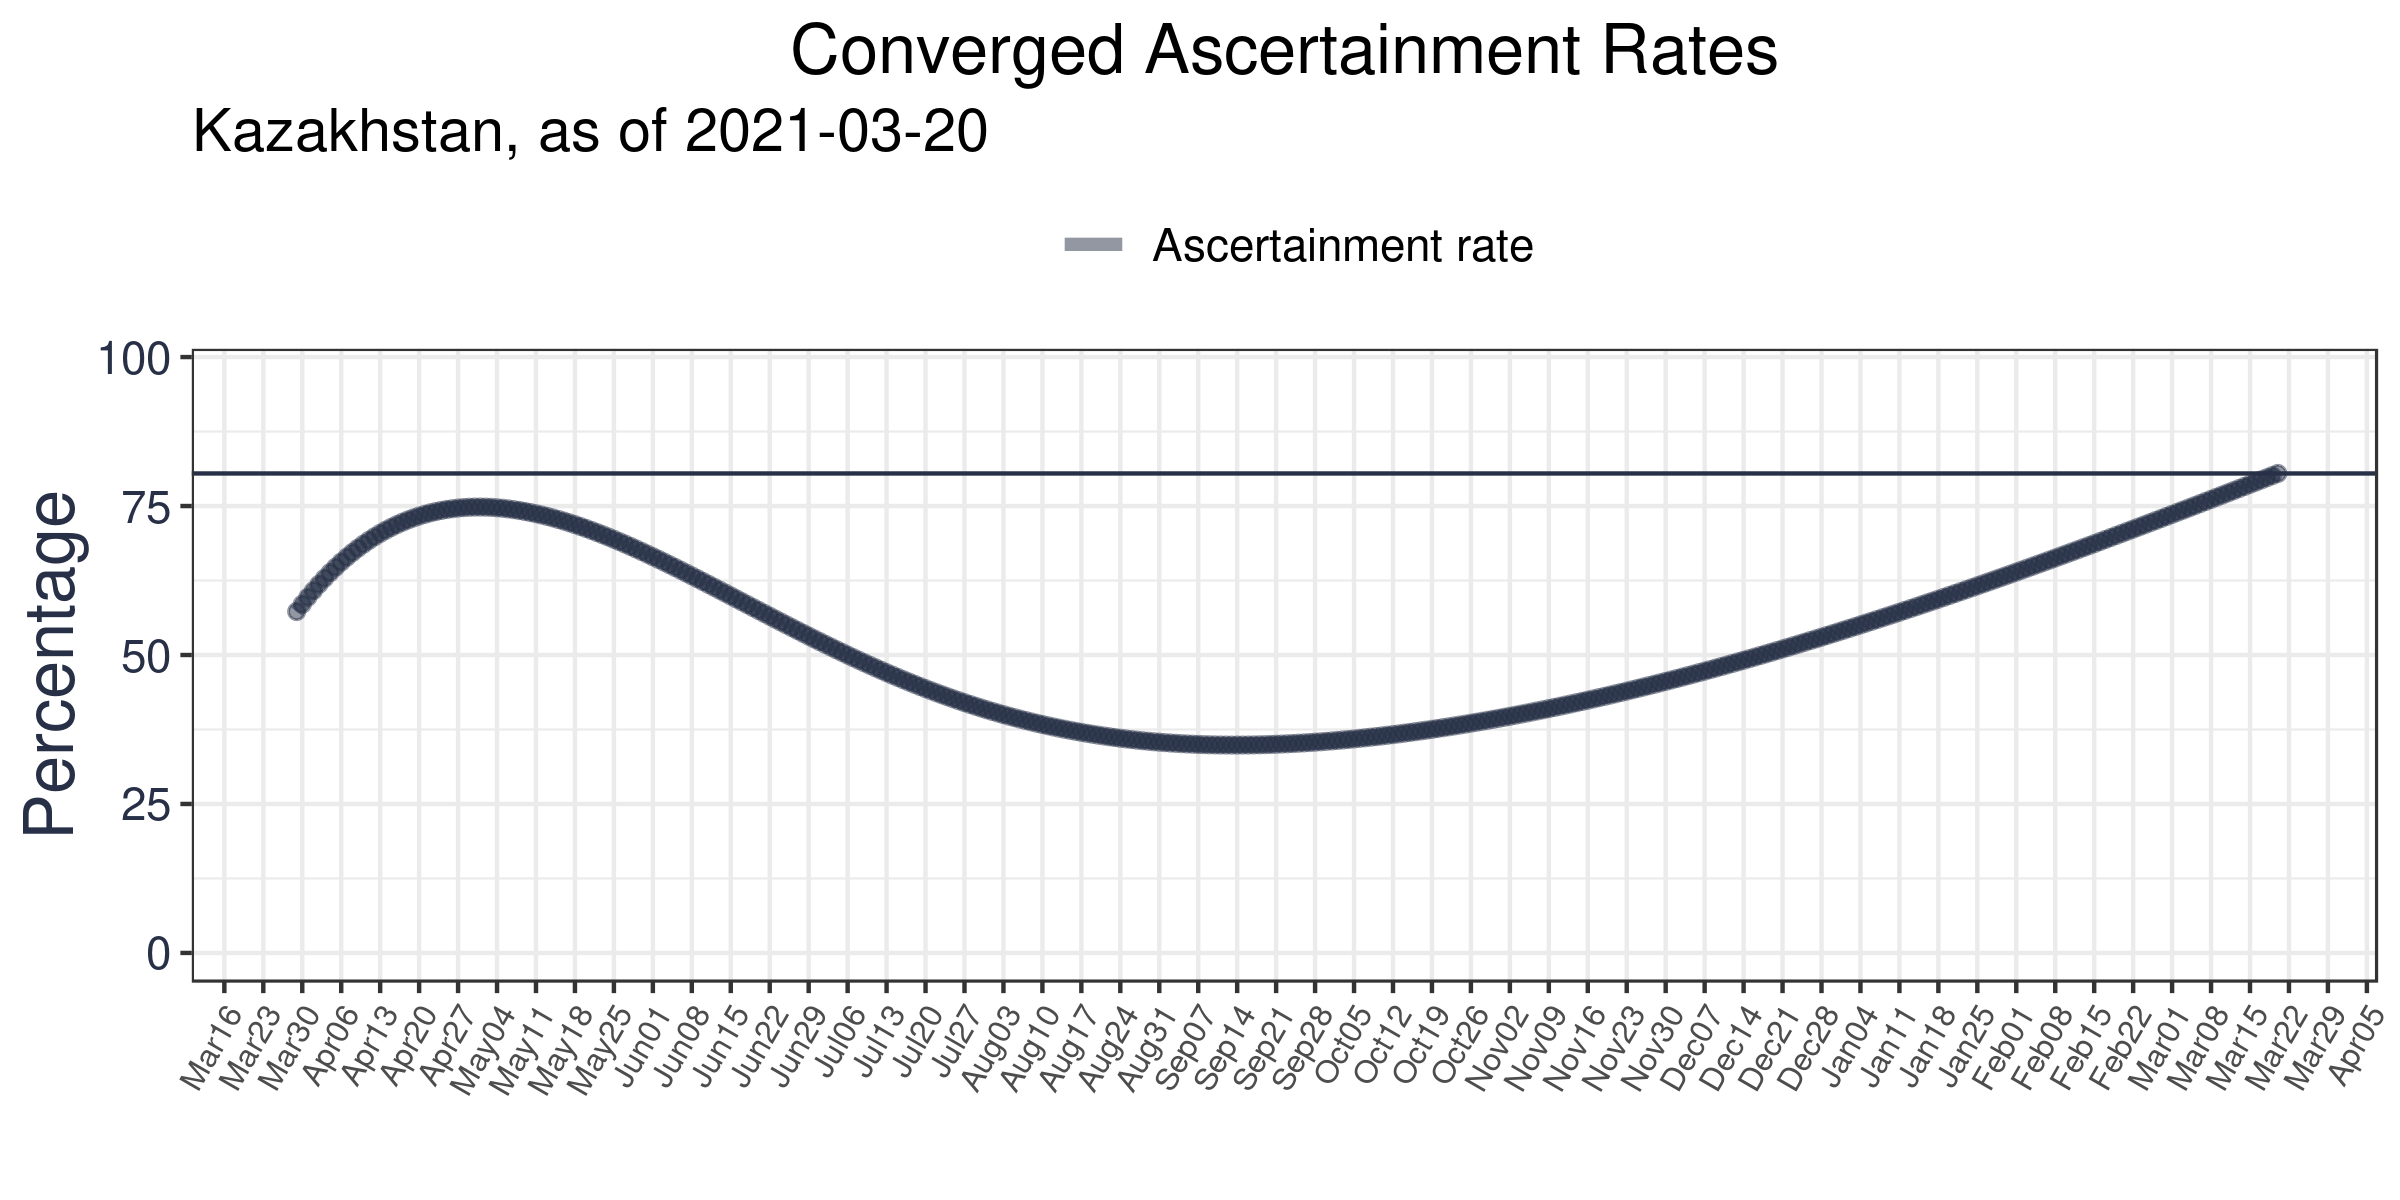 Converged Ascertainment Rates
Kazakhstan, as of 2021-03-20
Ascertainment rate
Percentage
100
75
50
25
0
Mar16 Mar23 Mar30 Apr06 Apr13 Apr20 Apr27 May04 May11 May18 May25 Jun01 Jun08 Jun15 Jun22 Jun29 Jul06 Jul13 Jul20 Jul27 Aug03 Aug10 Aug17 Aug24 Aug31 Sep07 Sep14 Sep21 Sep28 Oct05 Oct12 Oct19 Oct26 Nov02 Nov09 Nov16 Nov23 Nov30 Dec07 Dec14 Dec21 Dec28 Dec04 Jan11 Jan18 Jan25 Feb01 Feb08 Feb15 Feb22 Mar01 Mar08 Mar15 Mar22 Mar29 Apr05